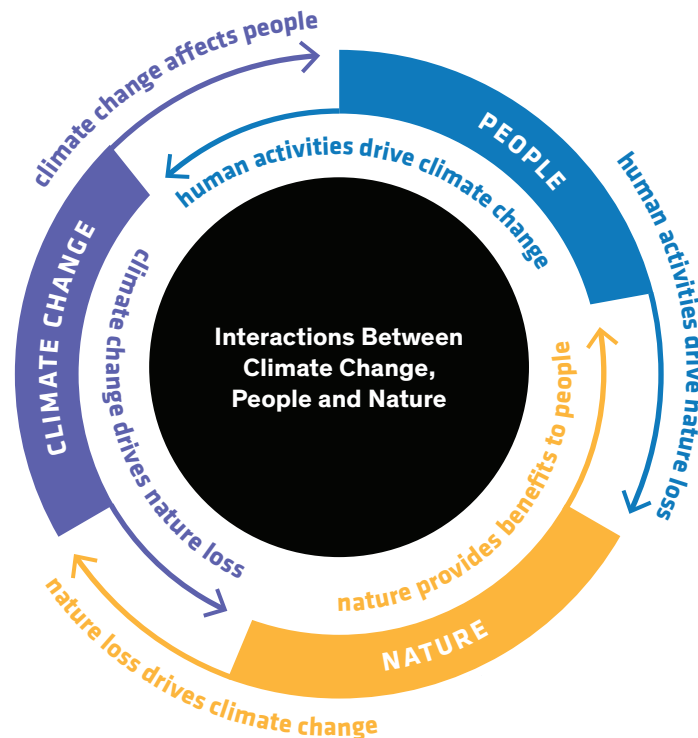 climate change affects people
PEOPLE
human activities drive climate change
human activities drive nature loss
CLIMATE CHANGE
climate change drives nature loss
Interactions Between
Climate Change,
People and Nature
nature provides benefits to people
NATURE
nature loss drives climate change